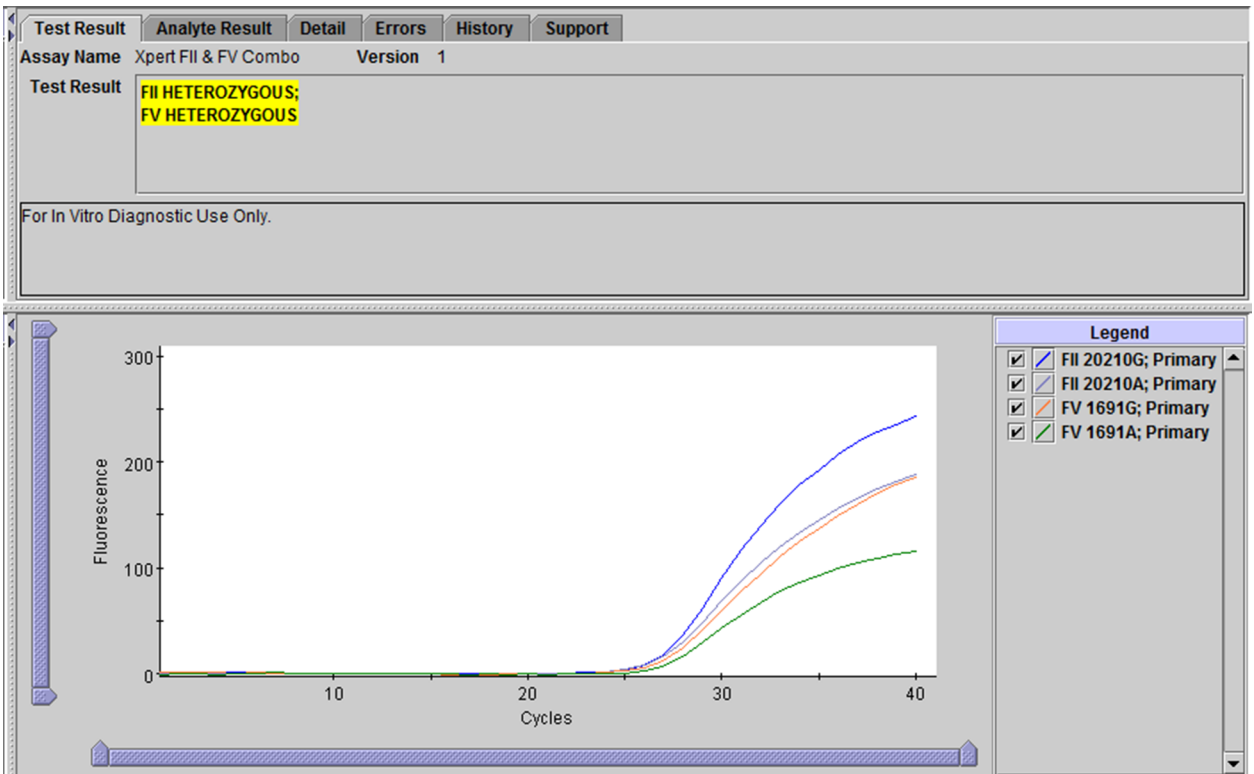 Test Result Analyte Result Detail Errors History Support
Assay Name Xpert FII & FV Combo Version 1
Test Result FII HETEROZYGOUS;
FV HETEROZYGOUS
For In Vitro Diagnostic Use Only.
300
200
100
0
Fluorescence
10 20 30 40
Cycles
Legend
FII 20210G; Primary
FII 20210A; Primary
FV 1691G; Primary
FV 1691A; Primary